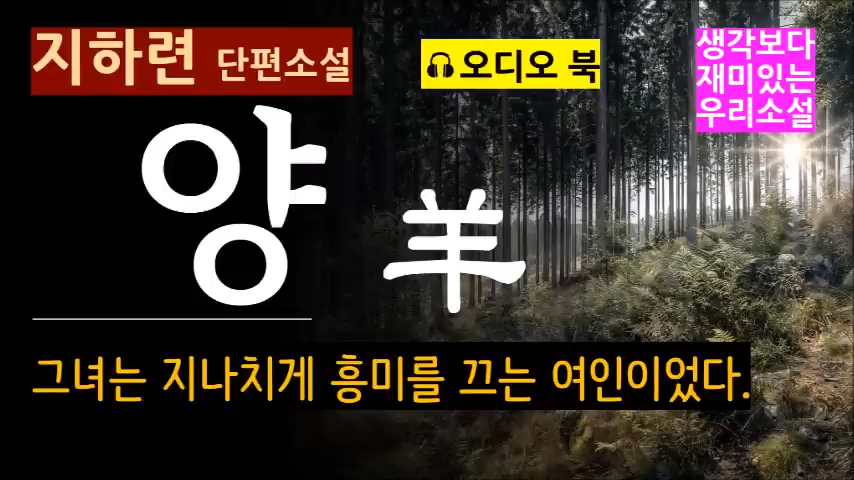 지하련 단편소설
오디오 북
생각보다
재미있는
우리소설
양 羊
그녀는 지나치게 흥미를 끄는 여인이었다.